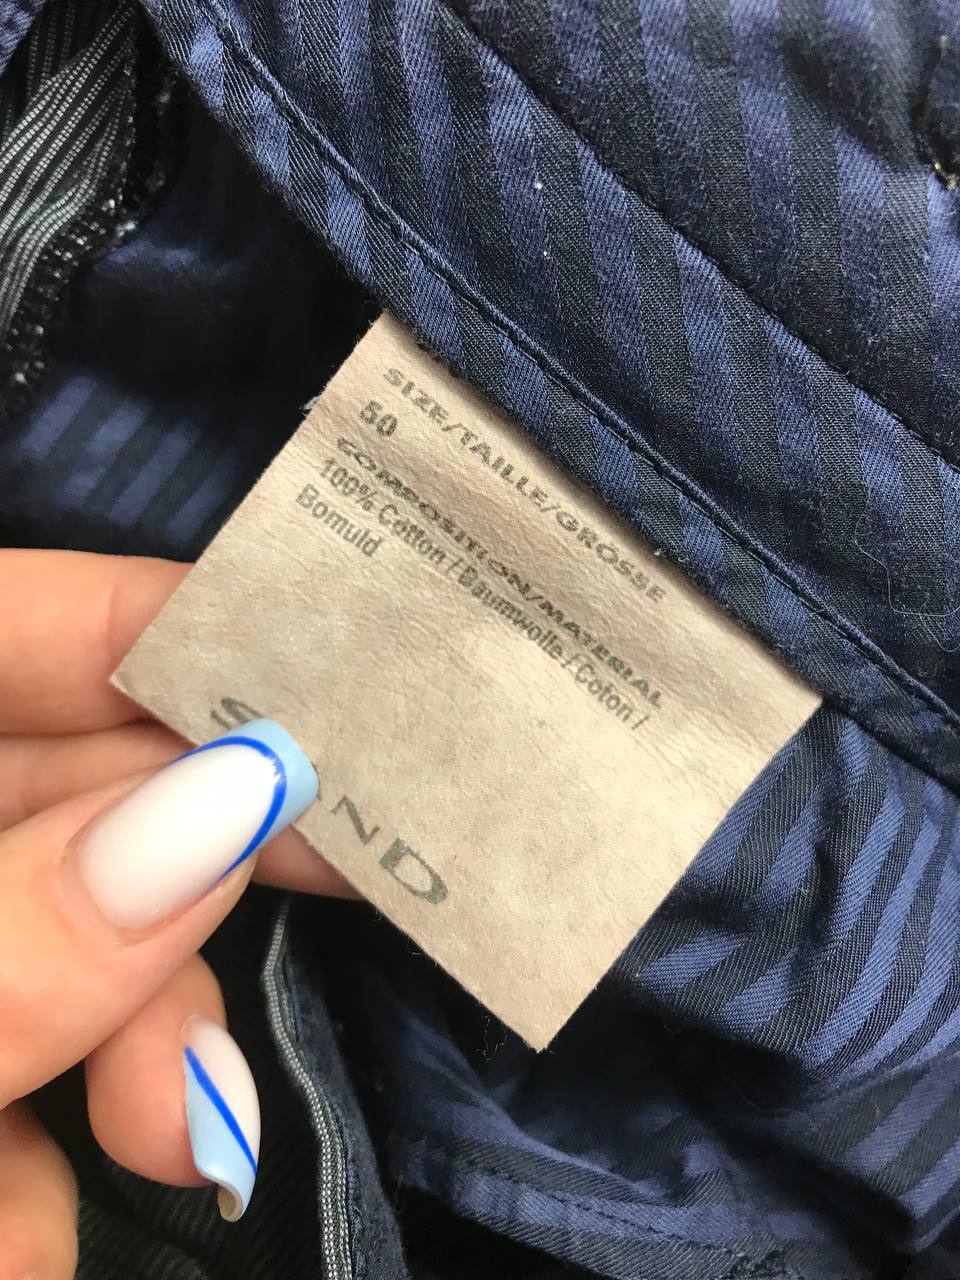 SIZE/TAILLE/GRÖSSE
50
COMPOSITION/MATERIAL
100% Cotton / Baumwolle / Coton /
Bomuld